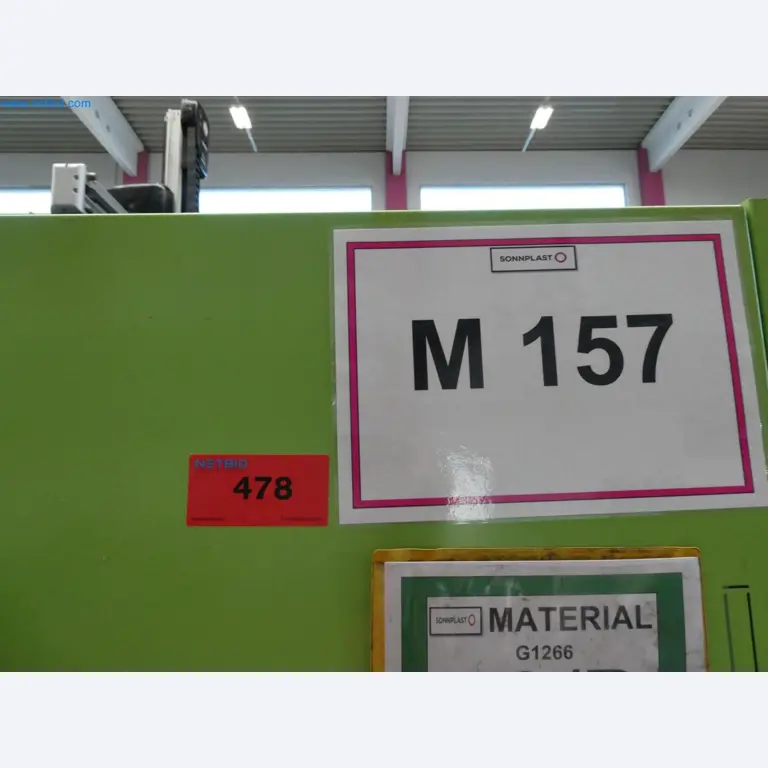 SONNPLAST
M 157
NETBID
478
SONNPLAST
MATERIAL
G1266